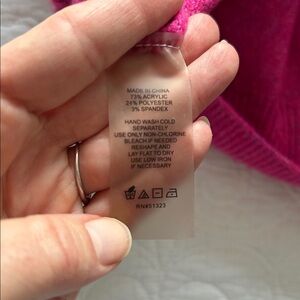 MADE IN CHINA
73% ACRYLIC
24% POLYESTER
3% SPANDEX
HAND WASH COLD
SEPARATELY
USE ONLY NON-CHLORINE
BLEACH IF NEEDED
RESHAPE AND
LAY FLAT TO DRY
USE LOW IRON
IF NECESSARY
RN#51323